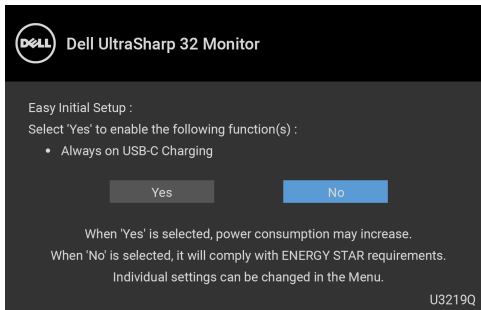 DELL Dell UltraSharp 32 Monitor
Easy Initial Setup :
Select 'Yes' to enable the following function(s) :
• Always on USB-C Charging
Yes No
When 'Yes' is selected, power consumption may increase.
When 'No' is selected, it will comply with ENERGY STAR requirements.
Individual settings can be changed in the Menu.
U3219Q